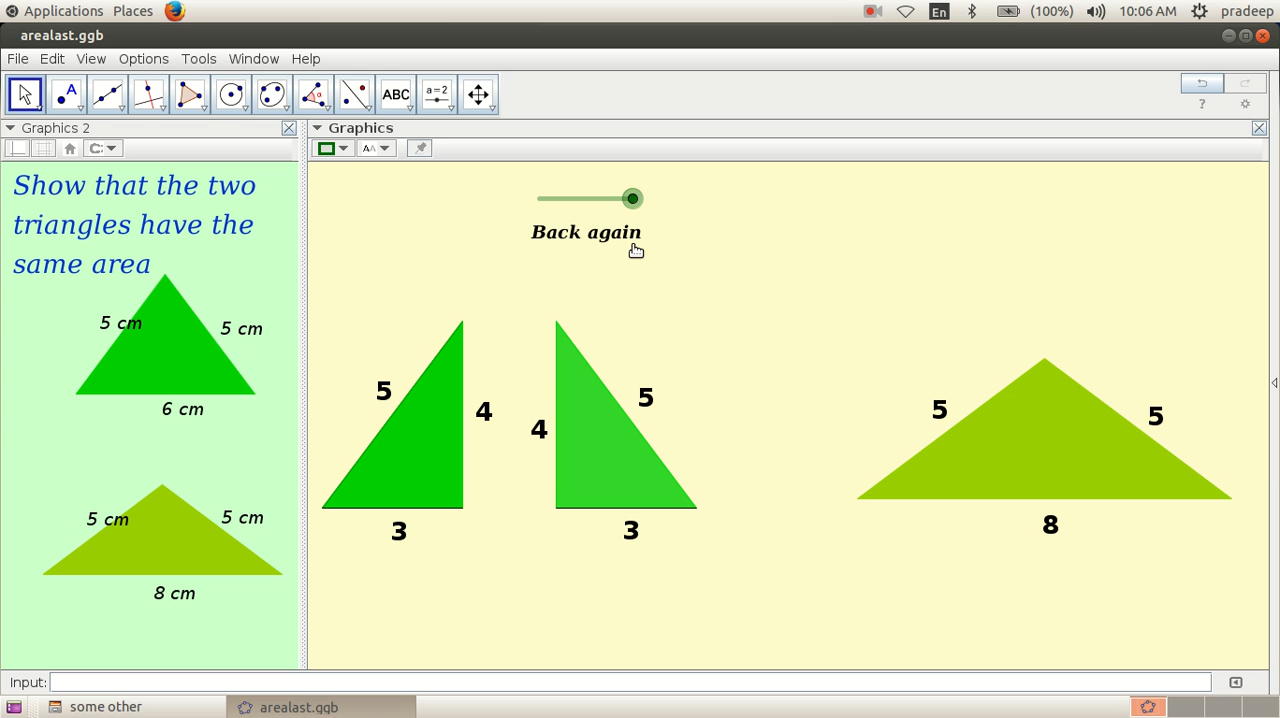 Applications Places En (100%) 10:06 AM pradeep
arealast.ggb
File Edit View Options Tools Window Help
A ABC a=2
? 
Graphics 2
Graphics
AA
Show that the two
triangles have the
same area
5 cm 5 cm
6 cm
5 cm 5 cm
8 cm
Back again
5 4 4 5
3 3
5 5
8
Input:
some other arealast.ggb